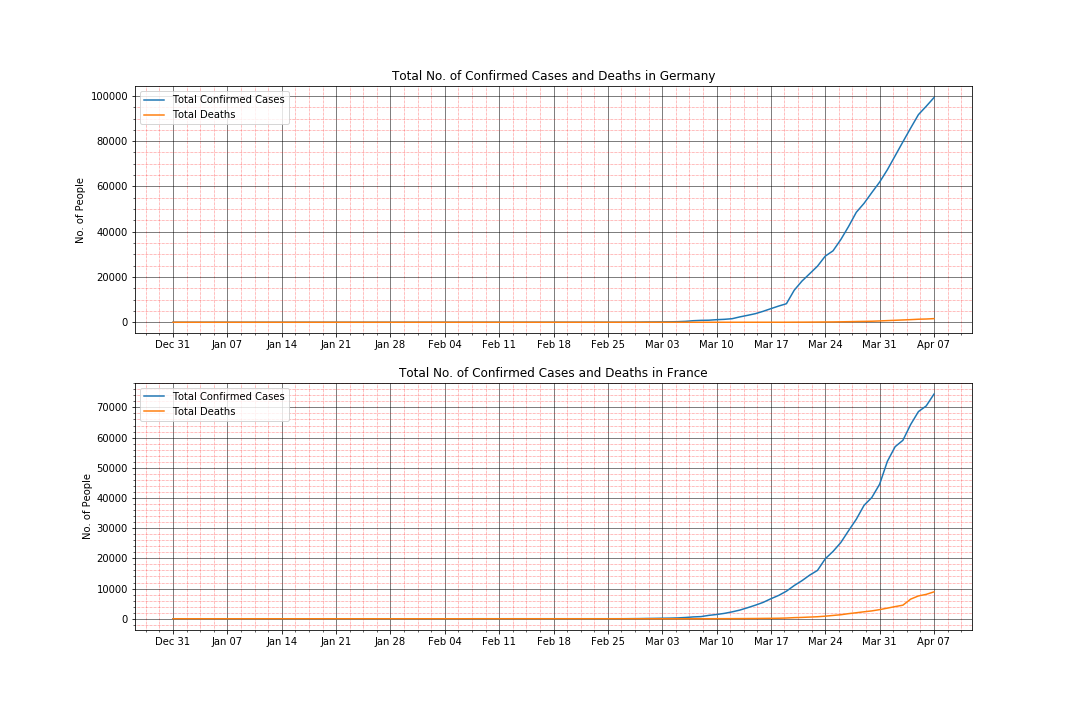 Total No. of Confirmed Cases and Deaths in Germany
Total Confirmed Cases
Total Deaths
No. of People
100000
80000
60000
40000
20000
0
Dec 31 Jan 07 Jan 14 Jan 21 Jan 28 Feb 04 Feb 11 Feb 18 Feb 25 Mar 03 Mar 10 Mar 17 Mar 24 Mar 31 Apr 07
Total No. of Confirmed Cases and Deaths in France
Total Confirmed Cases
Total Deaths
No. of People
70000
60000
50000
40000
30000
20000
10000
0
Dec 31 Jan 07 Jan 14 Jan 21 Jan 28 Feb 04 Feb 11 Feb 18 Feb 25 Mar 03 Mar 10 Mar 17 Mar 24 Mar 31 Apr 07